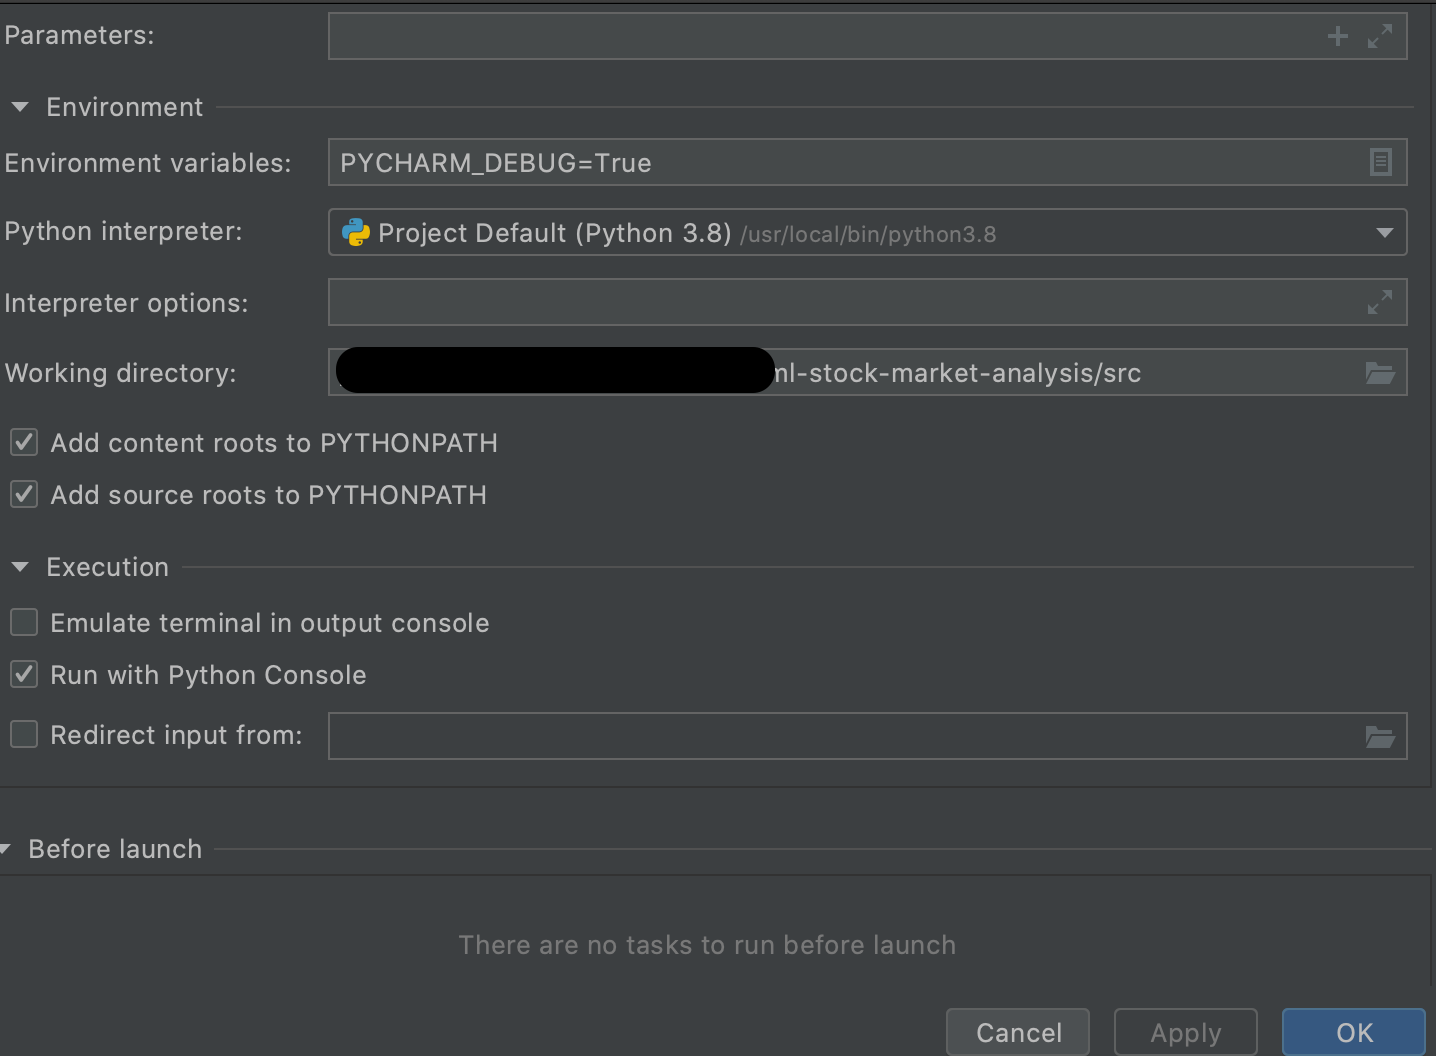 Parameters:
Environment
Environment variables: PYCHARM_DEBUG=True
Python interpreter: Project Default (Python 3.8) /usr/local/bin/python3.8
Interpreter options:
Working directory: ml-stock-market-analysis/src
Add content roots to PYTHONPATH
Add source roots to PYTHONPATH
Execution
Emulate terminal in output console
Run with Python Console
Redirect input from:
Before launch
There are no tasks to run before launch
Cancel Apply OK